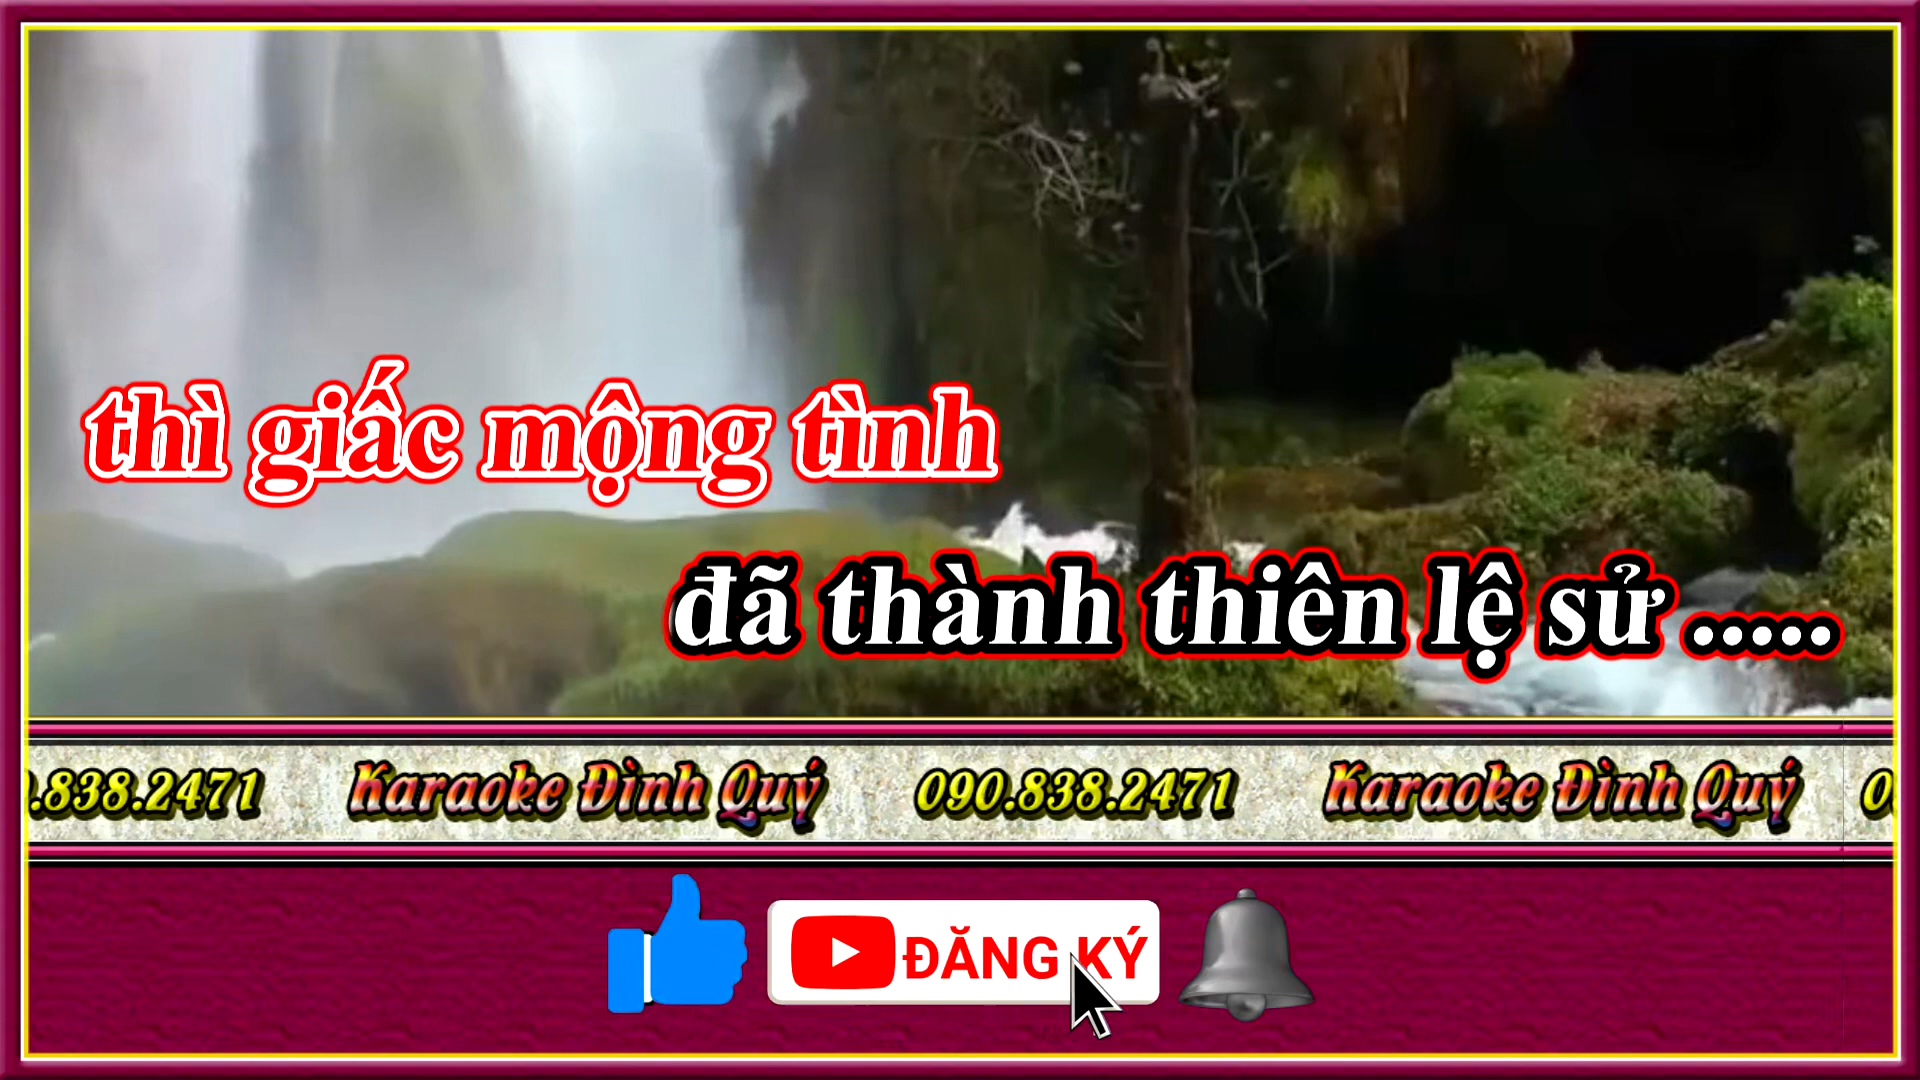 thì giấc mộng tình
đã thành thiên lệ sử .....
.838.2471 Karaoke Đình Quý 090.838.2471 Karaoke Đình Quý 0
ĐĂNG KÝ